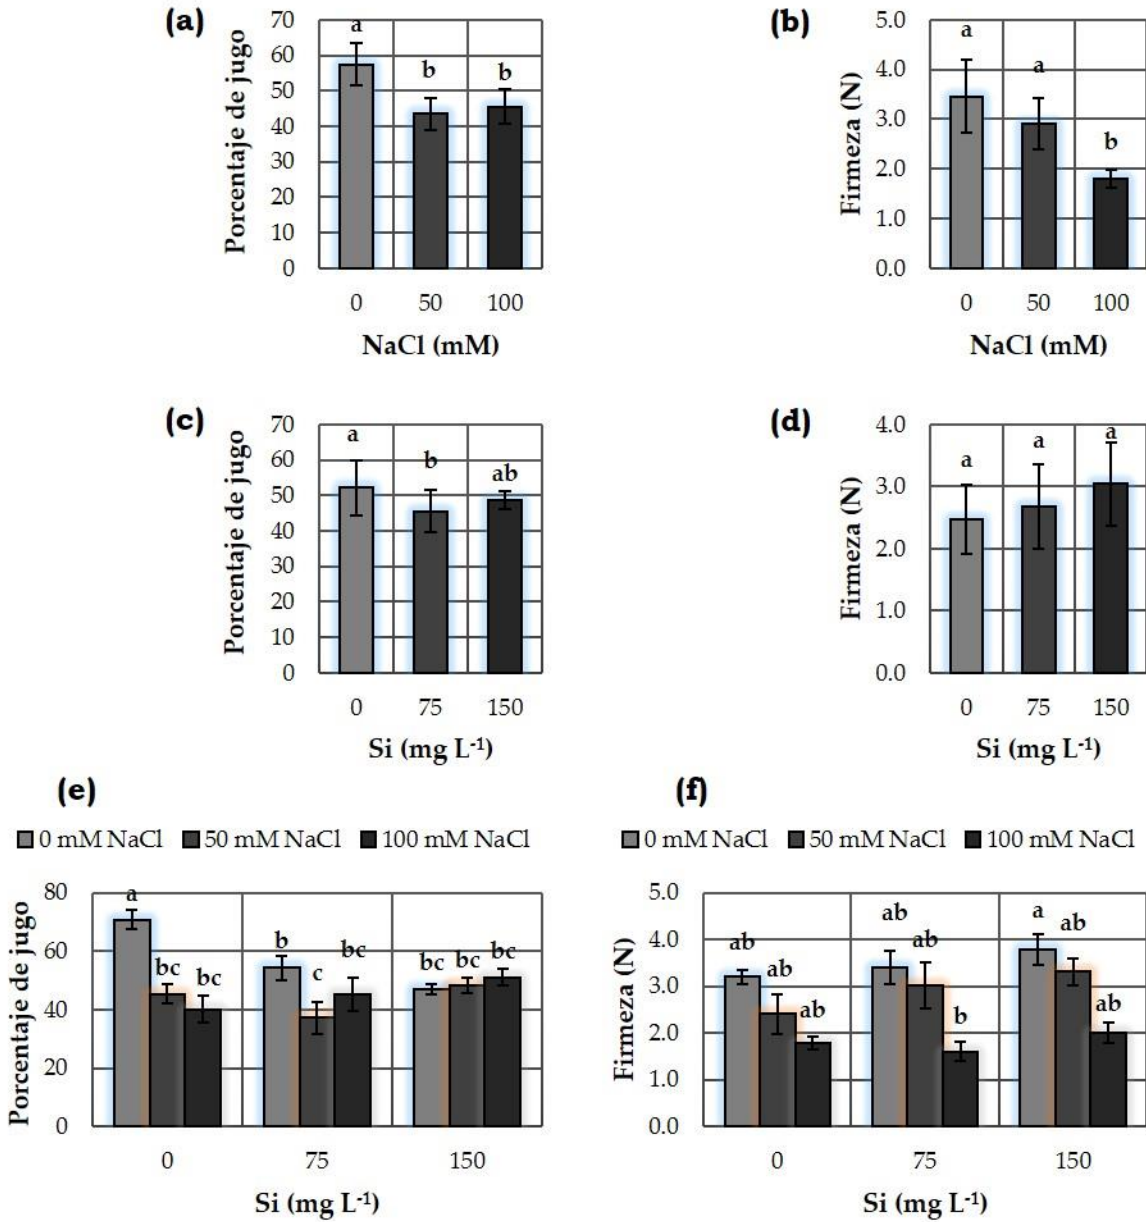 (a)
Porcentaje de jugo
70
60
50
40
30
20
10
0
a
b
b
0 50 100
NaCl (mM)
(b)
Firmeza (N)
5.0
4.0
3.0
2.0
1.0
0.0
a
a
b
0 50 100
NaCl (mM)
(c)
Porcentaje de jugo
70
60
50
40
30
20
10
0
a
b
ab
0 75 150
Si (mg L⁻¹)
(d)
Firmeza (N)
4.0
3.0
2.0
1.0
0.0
a
a
a
0 75 150
Si (mg L⁻¹)
(e)
0 mM NaCl 50 mM NaCl 100 mM NaCl
Porcentaje de jugo
80
60
40
20
0
a
bc
bc
b
c
bc
bc
bc
bc
0 75 150
Si (mg L⁻¹)
(f)
0 mM NaCl 50 mM NaCl 100 mM NaCl
Firmeza (N)
5.0
4.0
3.0
2.0
1.0
0.0
ab
ab
ab
ab
ab
b
a
ab
ab
0 75 150
Si (mg L⁻¹)